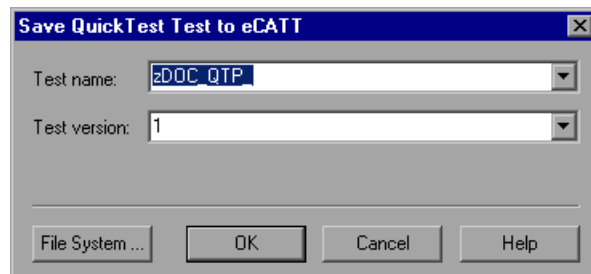 Save QuickTest Test to eCATT
Test name: zDOC_QTP_
Test version: 1
File System ... OK Cancel Help